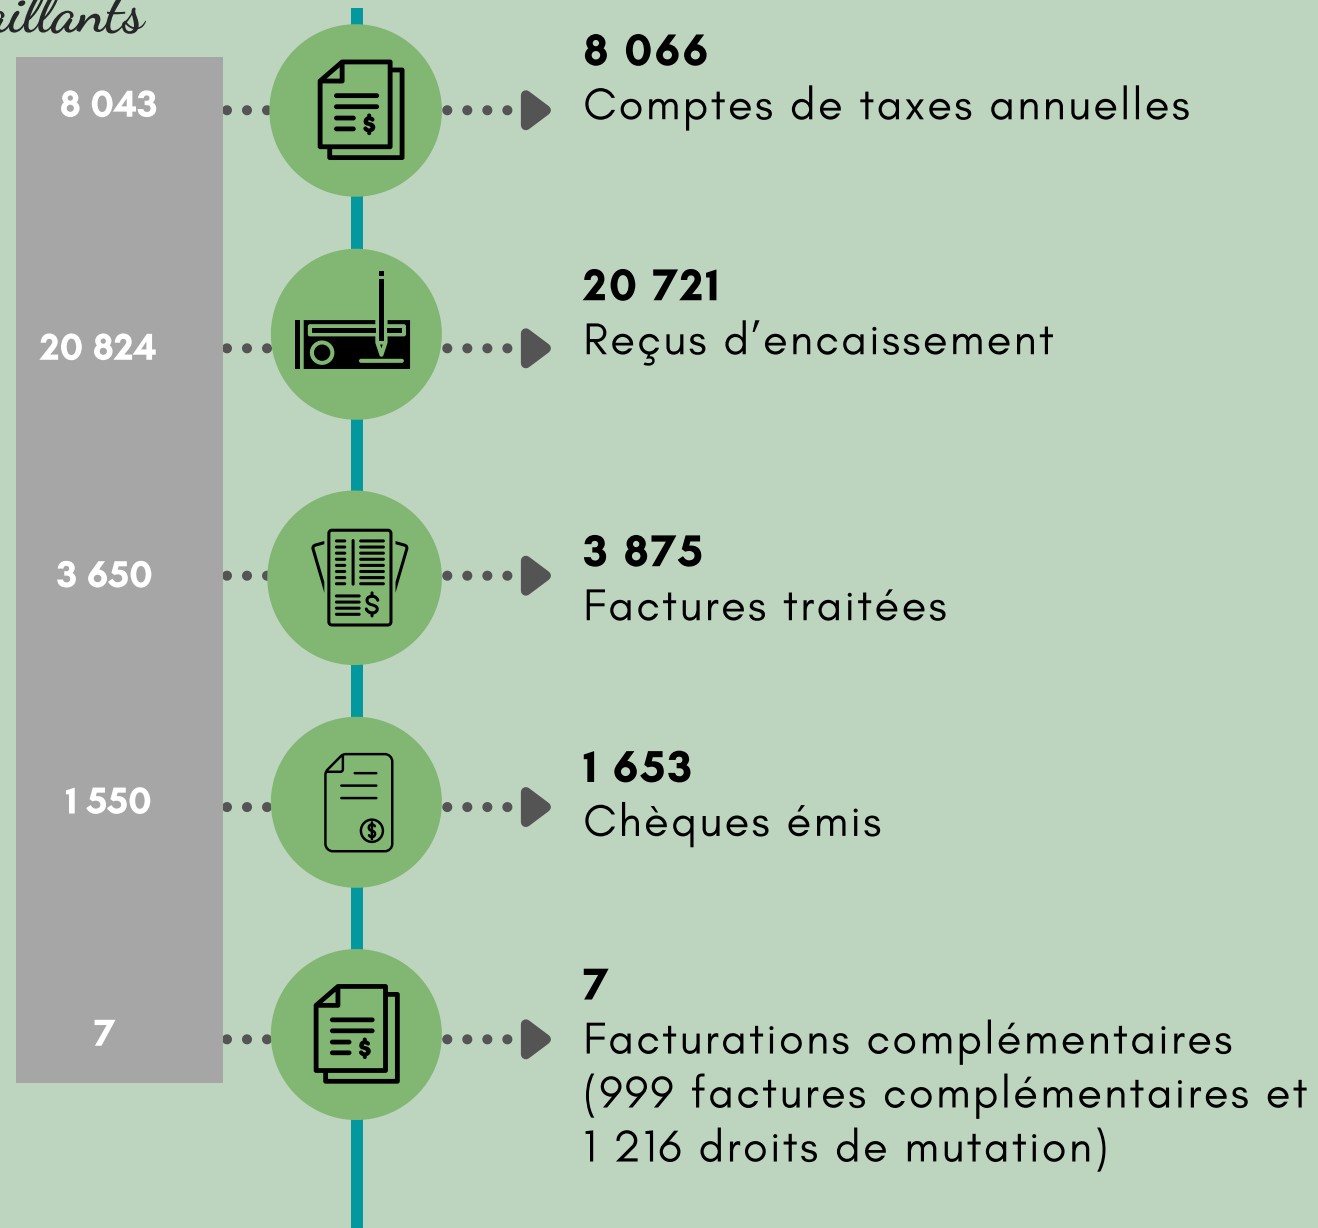 8 043
8 066
Comptes de taxes annuelles
20 824
20 721
Reçus d’encaissement
3 650
3 875
Factures traitées
1 550
1 653
Chèques émis
7
7
Facturations complémentaires
(999 factures complémentaires et
1 216 droits de mutation)